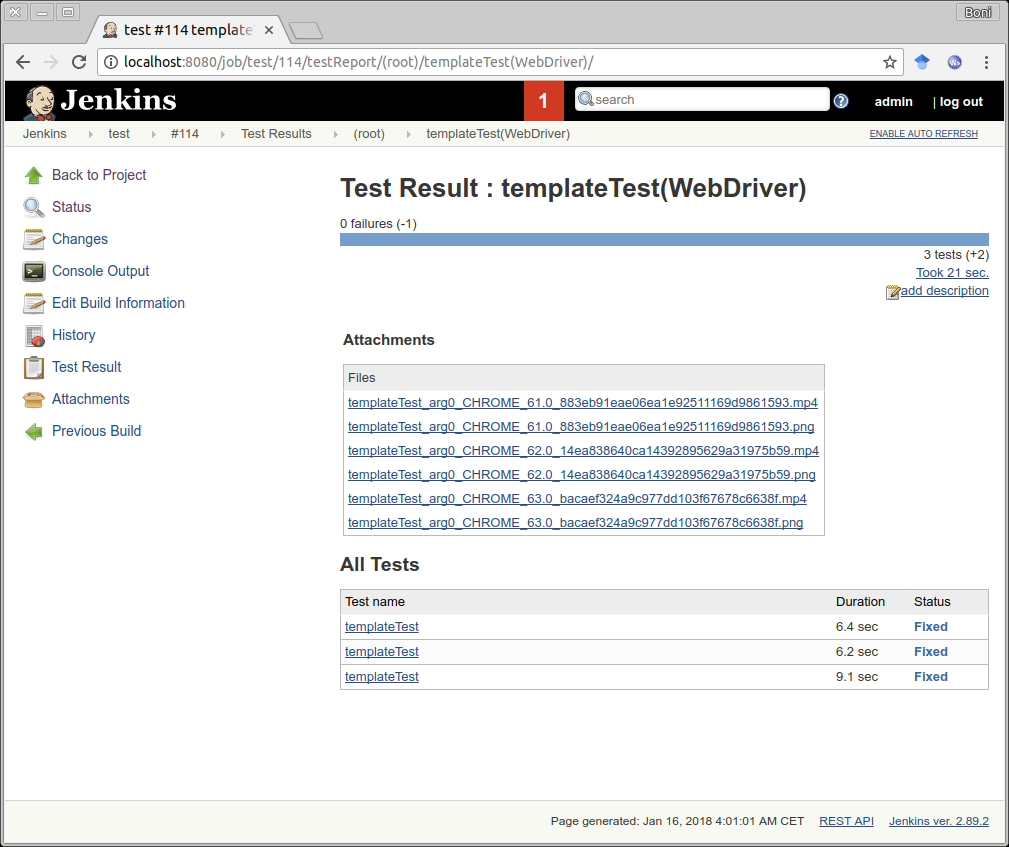 Boni
test #114 template
localhost:8080/job/test/114/testReport/(root)/templateTest(WebDriver)/
Jenkins
1
search
admin
| log out
Jenkins test #114 Test Results (root) templateTest(WebDriver)
ENABLE AUTO REFRESH
Back to Project
Status
Changes
Console Output
Edit Build Information
History
Test Result
Attachments
Previous Build
Test Result : templateTest(WebDriver)
0 failures (-1)
3 tests (+2)
Took 21 sec.
add description
Attachments
Files
templateTest_arg0_CHROME_61.0_883eb91eae06ea1e92511169d9861593.mp4
templateTest_arg0_CHROME_61.0_883eb91eae06ea1e92511169d9861593.png
templateTest_arg0_CHROME_62.0_14ea838640ca14392895629a31975b59.mp4
templateTest_arg0_CHROME_62.0_14ea838640ca14392895629a31975b59.png
templateTest_arg0_CHROME_63.0_bacaef324a9c977dd103f67678c6638f.mp4
templateTest_arg0_CHROME_63.0_bacaef324a9c977dd103f67678c6638f.png
All Tests
Test name Duration Status
templateTest 6.4 sec Fixed
templateTest 6.2 sec Fixed
templateTest 9.1 sec Fixed
Page generated: Jan 16, 2018 4:01:01 AM CET REST API Jenkins ver. 2.89.2